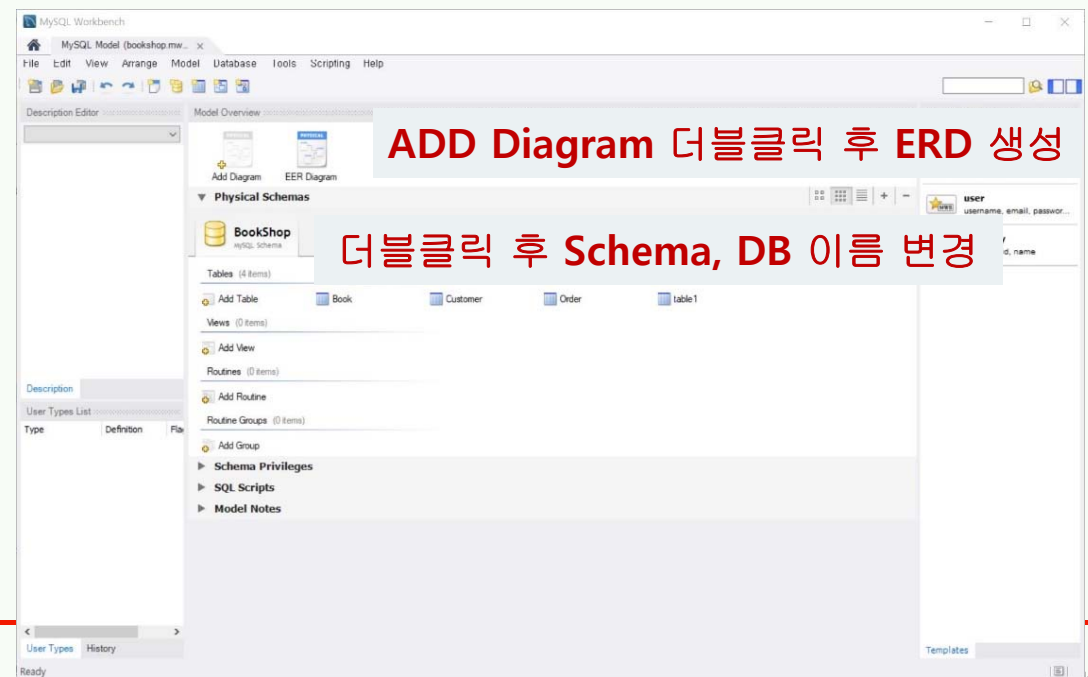 MySQL Workbench
MySQL Model (bookshop.mw..
File Edit View Arrange Model Database Tools Scripting Help
Description Editor
Model Overview
ADD Diagram 더블클릭 후 ERD 생성
PHYSICAL PHYSICAL
Add Diagram EER Diagram
Physical Schemas
user
username, email, passwor...
BookShop
MySQL Schema
더블클릭 후 Schema, DB 이름 변경
d, name
Tables (4 items)
Add Table Book Customer Order table1
Views (0 items)
Add View
Routines (0 items)
Description
Add Routine
User Types List
Routine Groups (0 items)
Type Definition Fla
Add Group
Schema Privileges
SQL Scripts
Model Notes
User Types History
Templates
Ready